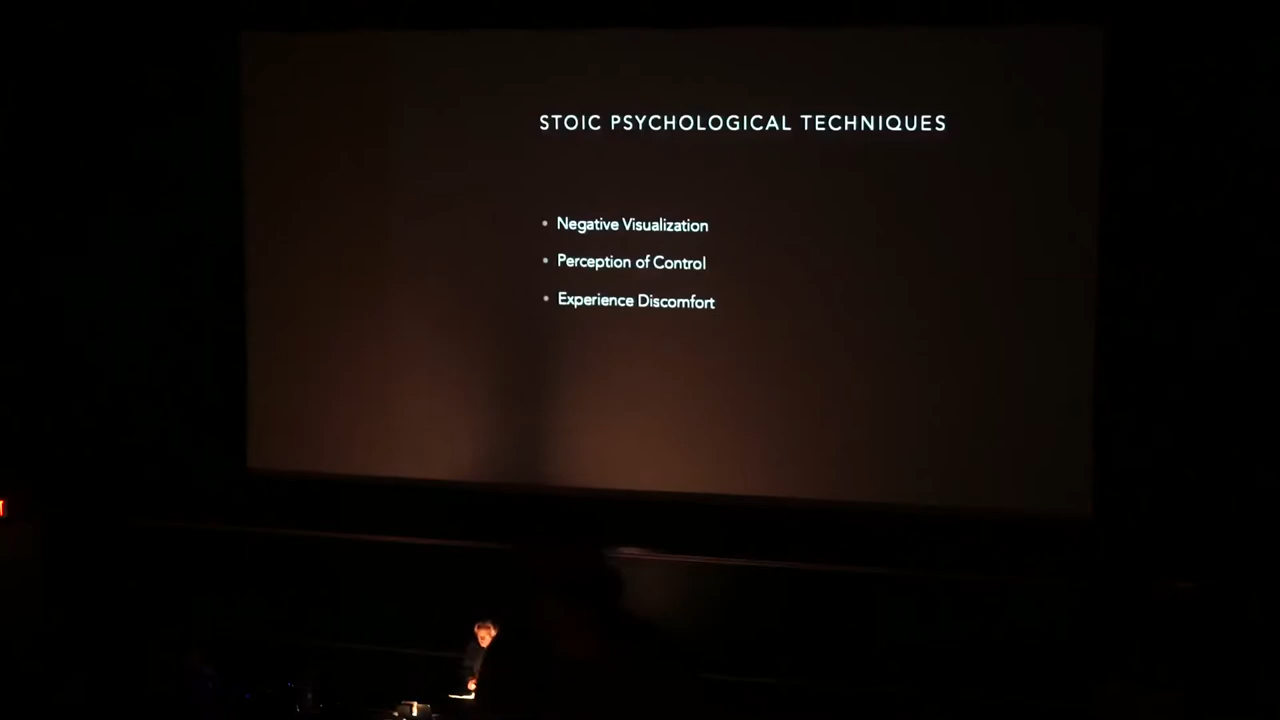 STOIC PSYCHOLOGICAL TECHNIQUES
• Negative Visualization
• Perception of Control
• Experience Discomfort